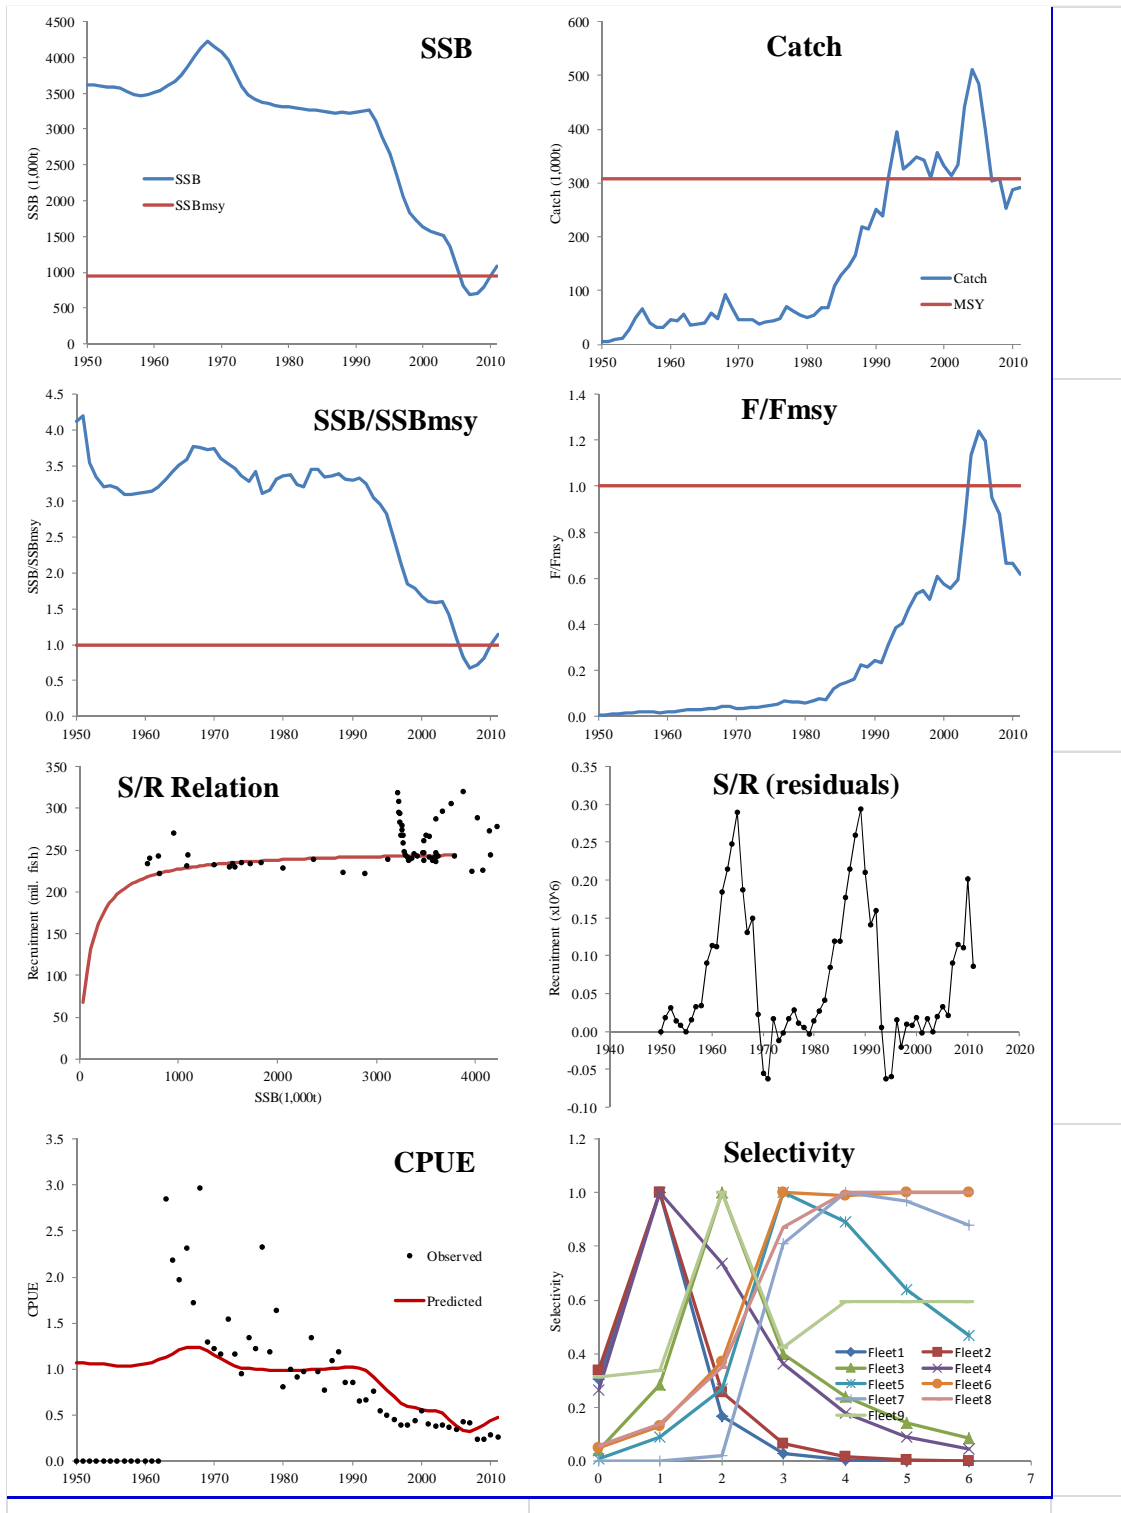 SSB
4500
4000
3500
3000
2500
2000
1500
1000
500
0
SSB (1,000t)
SSB
SSBmsy
1950 1960 1970 1980 1990 2000 2010
Catch
600
500
400
300
200
100
0
Catch (1,000t)
Catch
MSY
1950 1960 1970 1980 1990 2000 2010
SSB/SSBmsy
4.5
4.0
3.5
3.0
2.5
2.0
1.5
1.0
0.5
0.0
SSB/SSBmsy
1950 1960 1970 1980 1990 2000 2010
F/Fmsy
1.4
1.2
1.0
0.8
0.6
0.4
0.2
0.0
F/Fmsy
1950 1960 1970 1980 1990 2000 2010
S/R Relation
350
300
250
200
150
100
50
0
Recruitment (mil. fish)
0 1000 2000 3000 4000
SSB(1,000t)
S/R (residuals)
0.35
0.30
0.25
0.20
0.15
0.10
0.05
0.00
-0.05
-0.10
Recruitment (x10^6)
1940 1950 1960 1970 1980 1990 2000 2010 2020
CPUE
3.5
3.0
2.5
2.0
1.5
1.0
0.5
0.0
CPUE
Observed
Predicted
1950 1960 1970 1980 1990 2000 2010
Selectivity
1.2
1.0
0.8
0.6
0.4
0.2
0.0
Selectivity
Fleet1 Fleet2
Fleet3 Fleet4
Fleet5 Fleet6
Fleet7 Fleet8
Fleet9
0 1 2 3 4 5 6 7